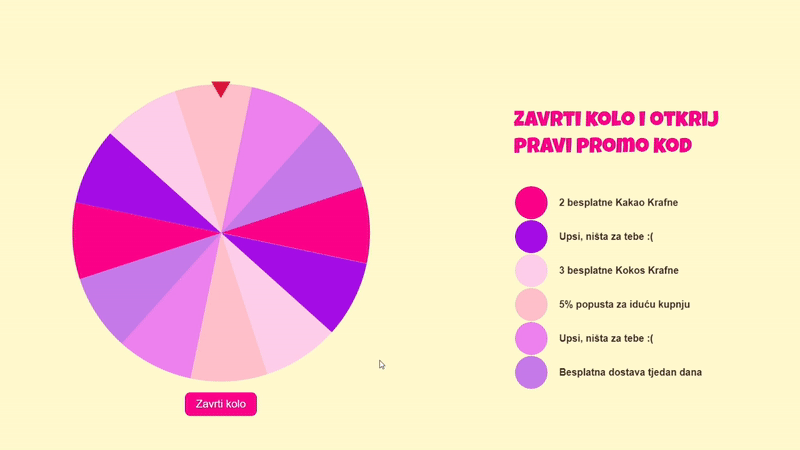 ZAVRTI KOLO I OTKRIJ
PRAVI PROMO KOD
2 besplatne Kakao Krafne
Upsi, ništa za tebe :(
3 besplatne Kokos Krafne
5% popusta za iduću kupnju
Upsi, ništa za tebe :(
Besplatna dostava tjedan dana
Zavrti kolo